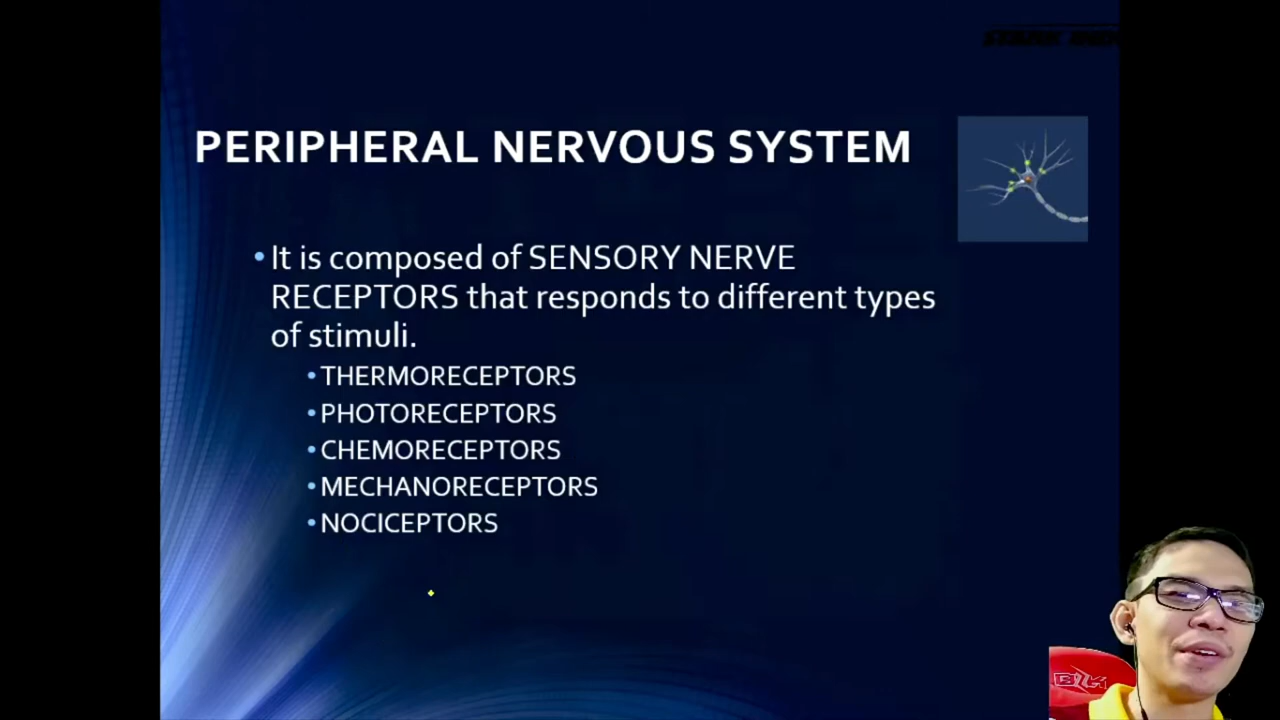 PERIPHERAL NERVOUS SYSTEM
• It is composed of SENSORY NERVE
RECEPTORS that responds to different types
of stimuli.
• THERMORECEPTORS
• PHOTORECEPTORS
• CHEMORECEPTORS
• MECHANORECEPTORS
• NOCICEPTORS